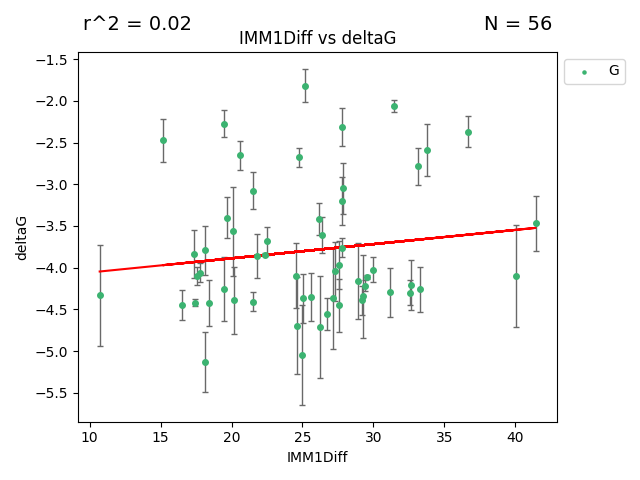 r^2 = 0.02
N = 56
IMM1Diff vs deltaG
G
−1.5
−2.0
−2.5
−3.0
−3.5
−4.0
−4.5
−5.0
−5.5
deltaG
10 15 20 25 30 35 40
IMM1Diff